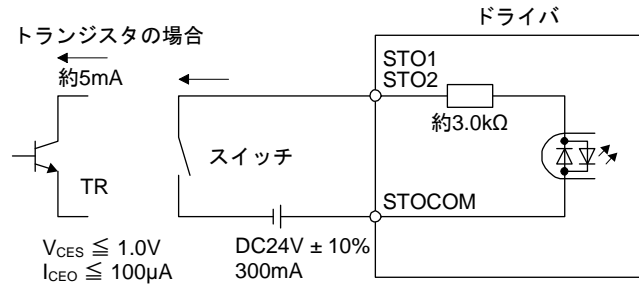 ドライバ
トランジスタの場合
約5mA
STO1
STO2
約3.0kΩ
スイッチ
TR
STOCOM
VCES ≦ 1.0V
ICEO ≦ 100µA
DC24V ± 10%
300mA